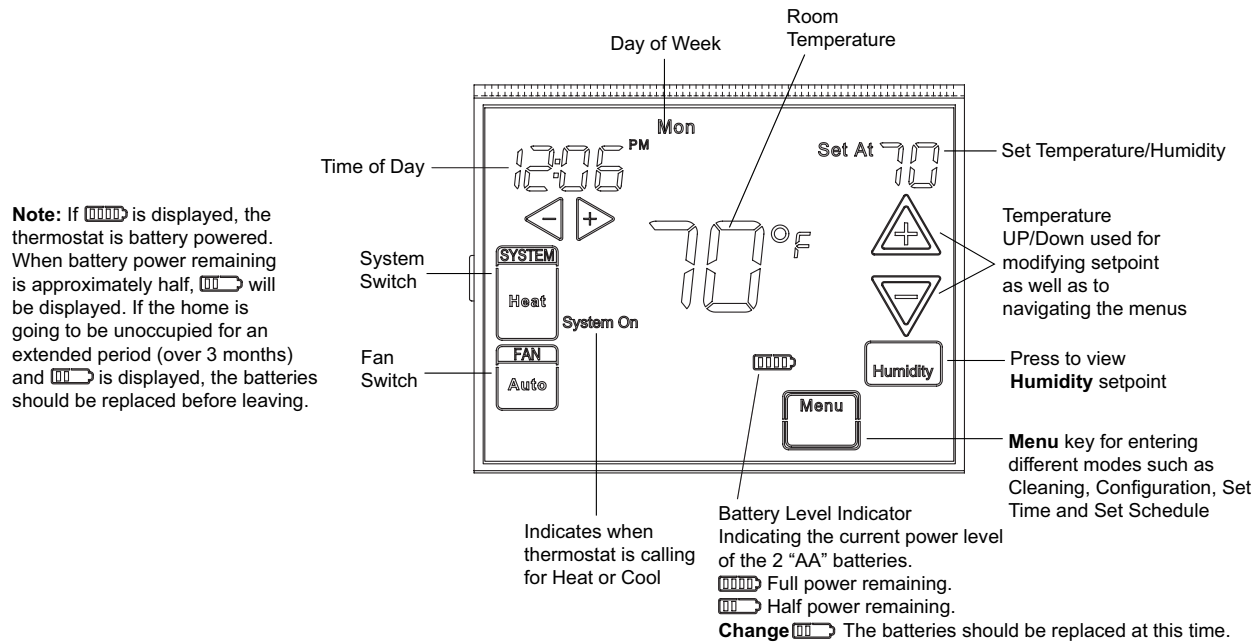 Room
Temperature
Day of Week
Mon
12:06 PM
Set At 70
Time of Day
Set Temperature/Humidity
Note: If is displayed, the
thermostat is battery powered.
When battery power remaining
is approximately half, will
be displayed. If the home is
going to be unoccupied for an
extended period (over 3 months)
and is displayed, the batteries
should be replaced before leaving.
- +
70 °F
+
-
Temperature
UP/Down used for
modifying setpoint
as well as to
navigating the menus
System
Switch
SYSTEM
Heat
System On
Fan
Switch
FAN
Auto
Humidity
Press to view
Humidity setpoint
Menu
Menu key for entering
different modes such as
Cleaning, Configuration, Set
Time and Set Schedule
Indicates when
thermostat is calling
for Heat or Cool
Battery Level Indicator
Indicating the current power level
of the 2 “AA” batteries.
Full power remaining.
Half power remaining.
Change The batteries should be replaced at this time.